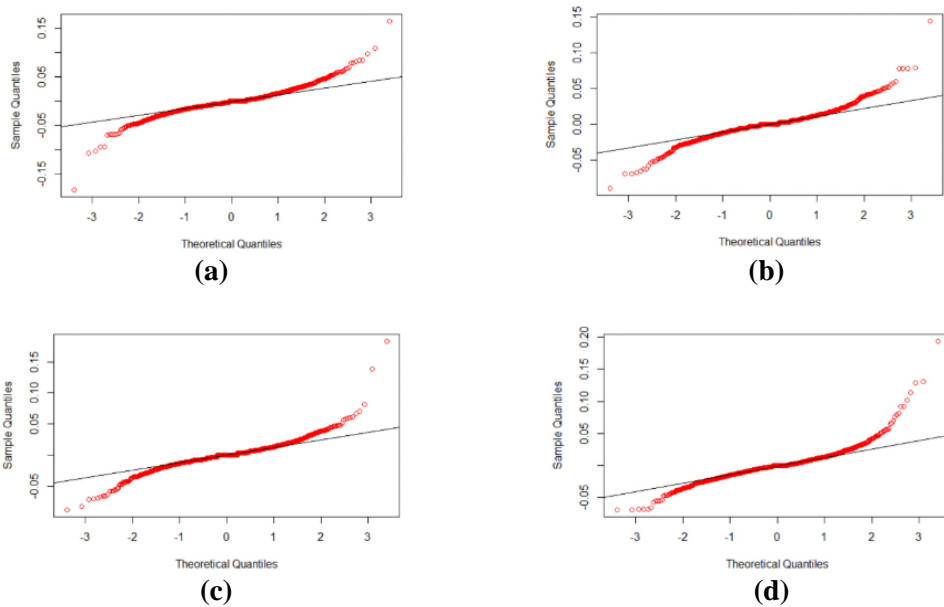 0.15
0.05
-0.05
-0.15
Sample Quantiles
-3 -2 -1 0 1 2 3
Theoretical Quantiles
(a)
0.15
0.10
0.05
0.00
-0.05
Sample Quantiles
-3 -2 -1 0 1 2 3
Theoretical Quantiles
(b)
0.15
0.10
0.05
-0.05
Sample Quantiles
-3 -2 -1 0 1 2 3
Theoretical Quantiles
(c)
0.20
0.15
0.10
0.05
-0.05
Sample Quantiles
-3 -2 -1 0 1 2 3
Theoretical Quantiles
(d)